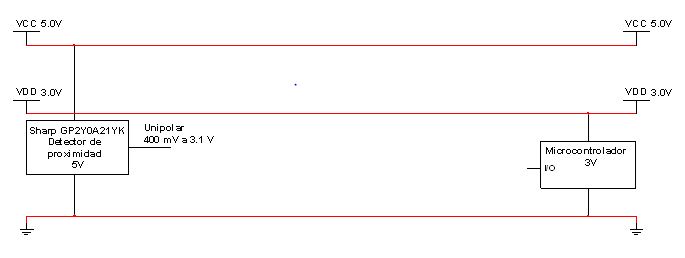 VCC 5.0V
VCC 5.0V
VDD 3.0V
VDD 3.0V
Sharp GP2Y0A21YK
Detector de
proximidad
5V
Unipolar
400 mV a 3.1 V
Microcontrolador
3V
I/O